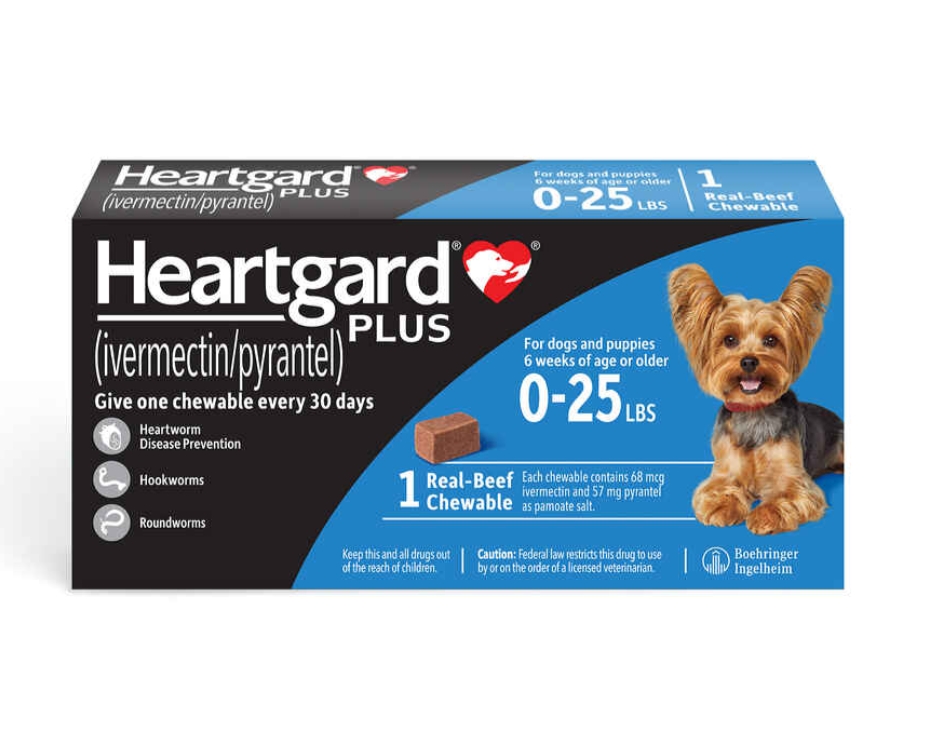 Heartgard®
PLUS
(ivermectin/pyrantel)
For dogs and puppies
6 weeks of age or older
0-25 LBS
1
Real-Beef
Chewable
Heartgard® ®
PLUS
(ivermectin/pyrantel)
Give one chewable every 30 days
Heartworm
Disease Prevention
Hookworms
Roundworms
For dogs and puppies
6 weeks of age or older
0-25 LBS
1 Real-Beef
Chewable
Each chewable contains 68 mcg
ivermectin and 57 mg pyrantel
as pamoate salt.
Keep this and all drugs out
of the reach of children.
Caution: Federal law restricts this drug to use
by or on the order of a licensed veterinarian.
Boehringer
Ingelheim